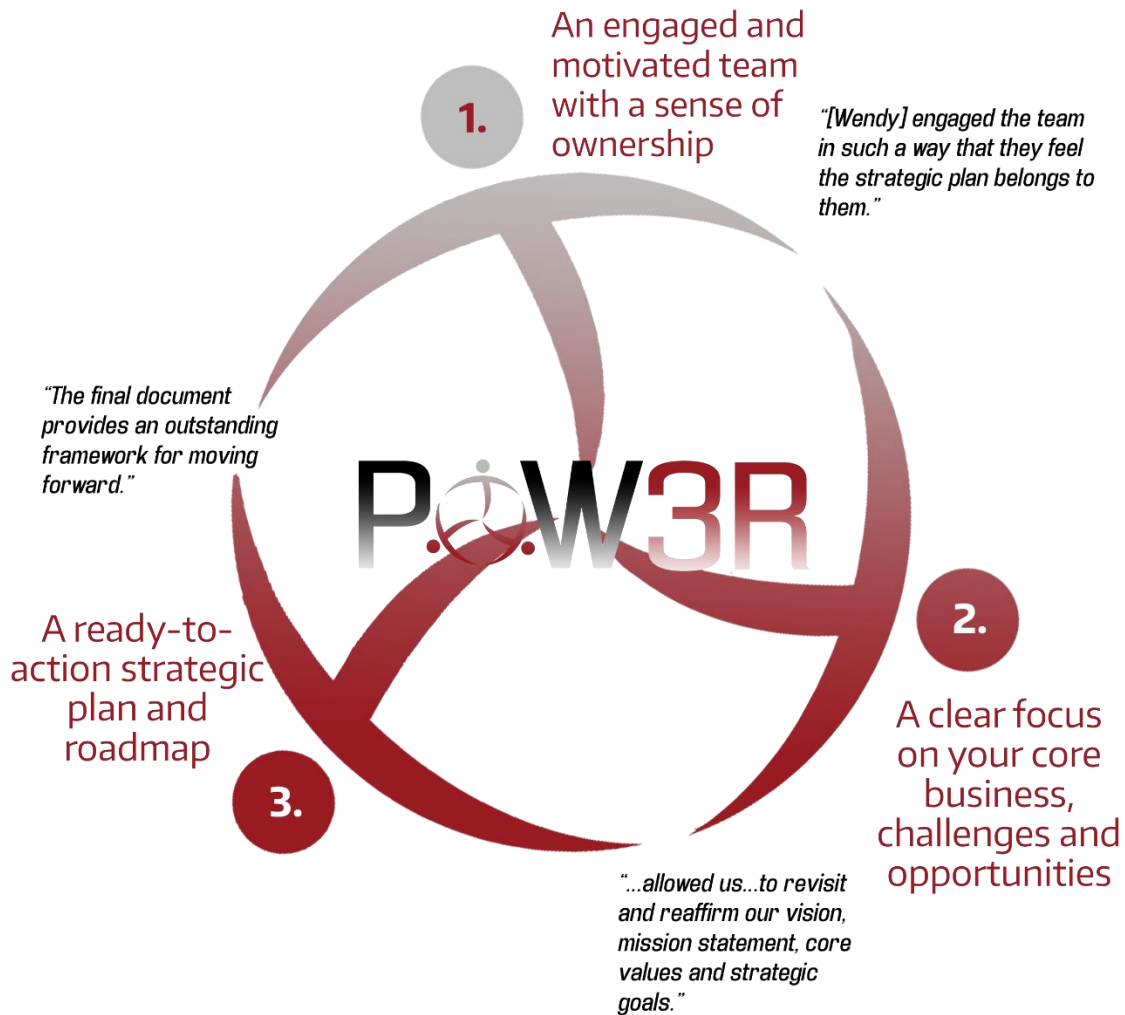 An engaged and
motivated team
with a sense of
ownership
1.
“[Wendy] engaged the team
in such a way that they feel
the strategic plan belongs to
them.”
“The final document
provides an outstanding
framework for moving
forward.”
POW3R
2.
A clear focus
on your core
business,
challenges and
opportunities
A ready-to-
action strategic
plan and
roadmap
3.
“...allowed us...to revisit
and reaffirm our vision,
mission statement, core
values and strategic
goals.”